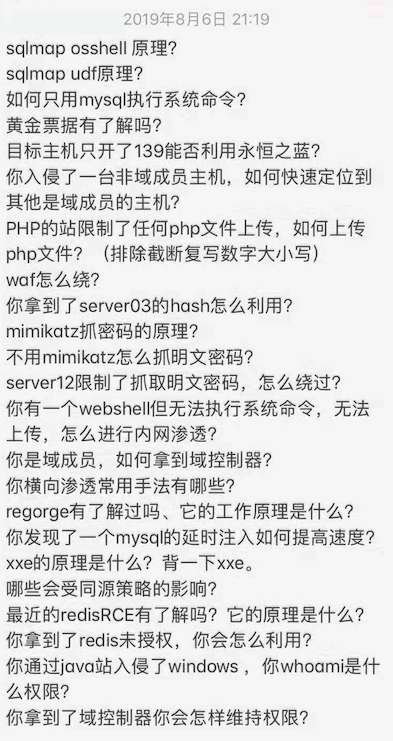 2019年8月6日 21:19
sqlmap osshell 原理？
sqlmap udf原理？
如何只用mysql执行系统命令？
黄金票据有了解吗？
目标主机只开了139能否利用永恒之蓝？
你入侵了一台非域成员主机，如何快速定位到
其他是域成员的主机？
PHP的站限制了任何php文件上传，如何上传
php文件？（排除截断复写数字大小写）
waf怎么绕？
你拿到了server03的hash怎么利用？
mimikatz抓密码的原理？
不用mimikatz怎么抓明文密码？
server12限制了抓取明文密码，怎么绕过？
你有一个webshell但无法执行系统命令，无法
上传，怎么进行内网渗透？
你是域成员，如何拿到域控制器？
你横向渗透常用手法有哪些？
regorge有了解过吗、它的工作原理是什么？
你发现了一个mysql的延时注入如何提高速度？
xxe的原理是什么？背一下xxe。
哪些会受同源策略的影响？
最近的redisRCE有了解吗？它的原理是什么？
你拿到了redis未授权，你会怎么利用？
你通过java站入侵了windows ，你whoami是什
么权限？
你拿到了域控制器你会怎样维持权限？